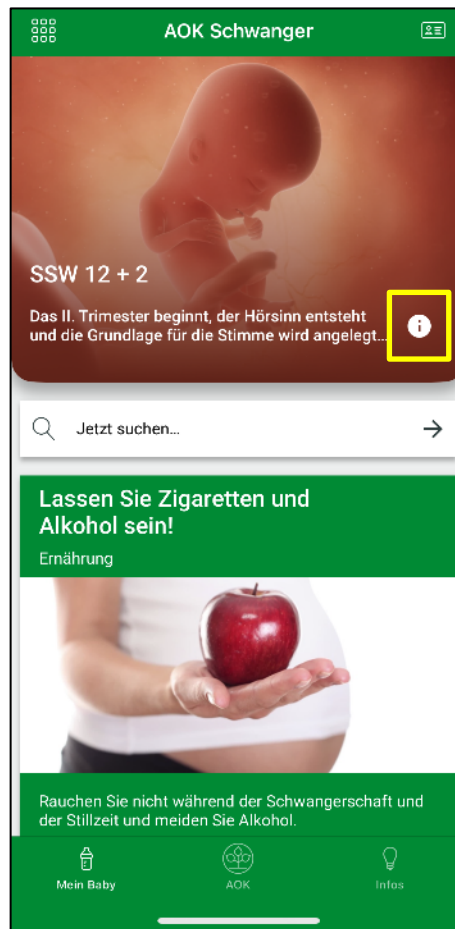 AOK Schwanger
SSW 12 + 2
Das II. Trimester beginnt, der Hörsinn entsteht
und die Grundlage für die Stimme wird angelegt...
Jetzt suchen...
Lassen Sie Zigaretten und
Alkohol sein!
Ernährung
Rauchen Sie nicht während der Schwangerschaft und
der Stillzeit und meiden Sie Alkohol.
Mein Baby
AOK
Infos